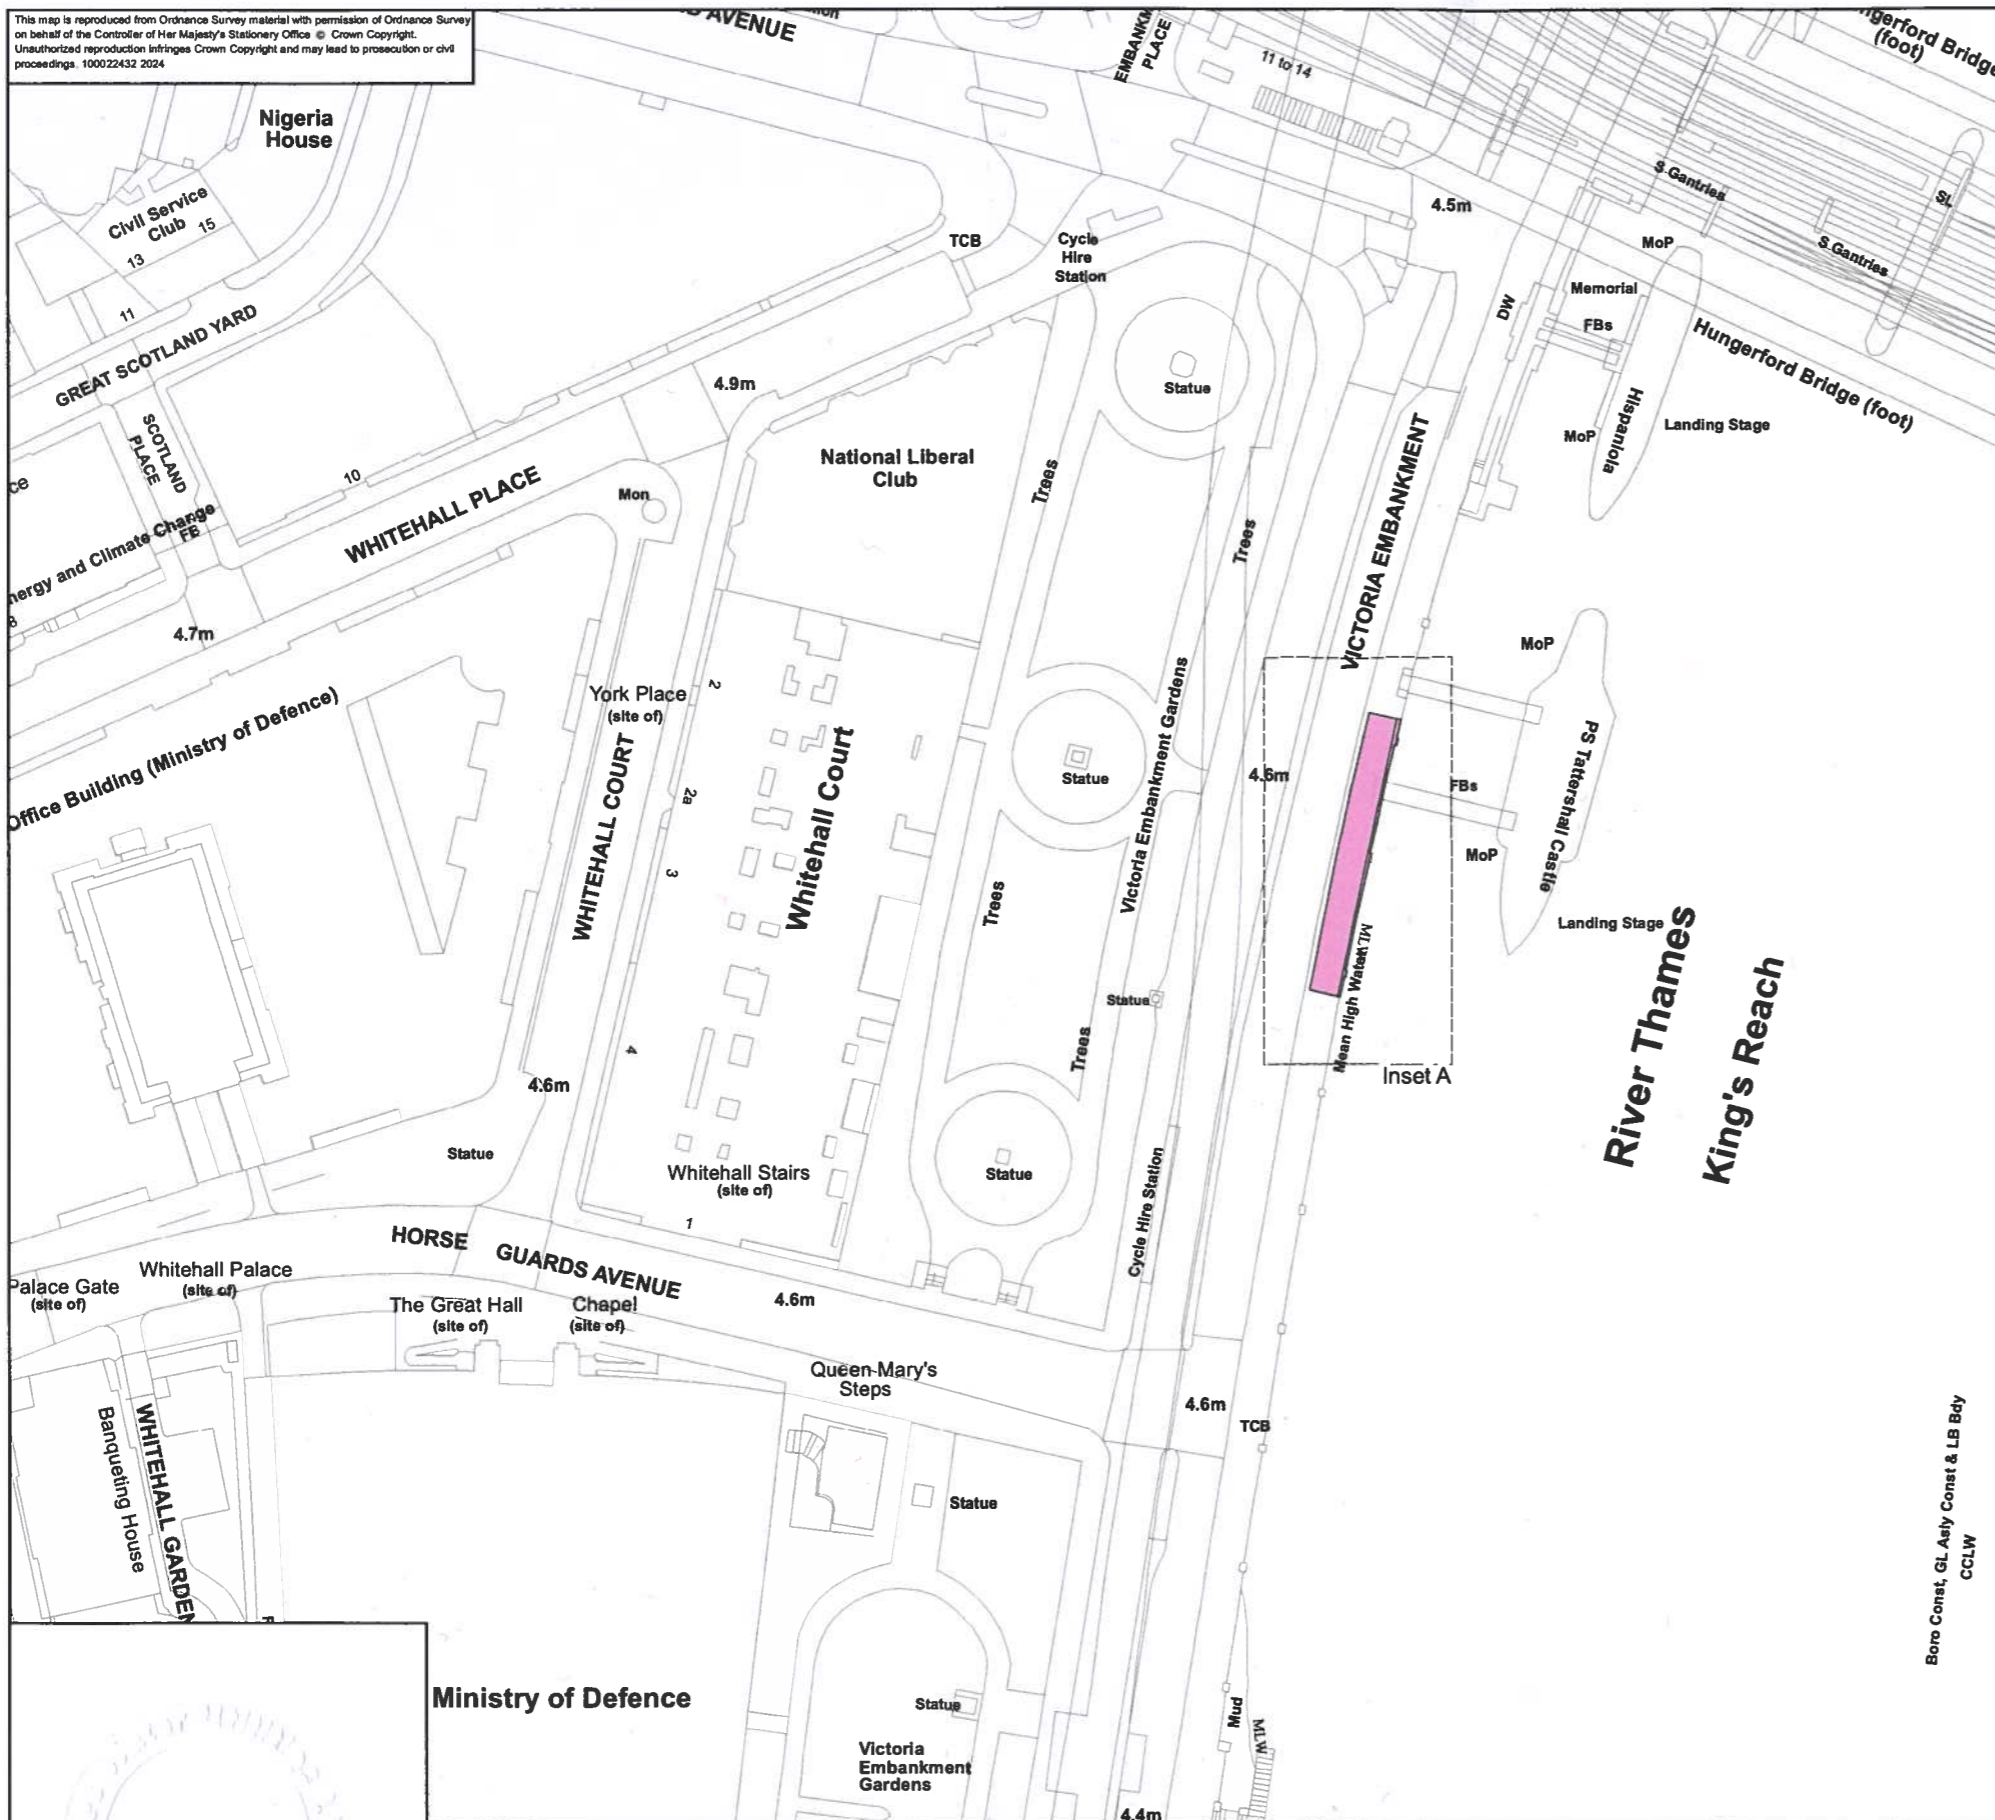 This map is reproduced from Ordnance Survey material with permission of Ordnance Survey
on behalf of the Controller of Her Majesty's Stationery Office © Crown Copyright.
Unauthorized reproduction infringes Crown Copyright and may lead to prosecution or civil
proceedings. 100022432 2024
AVENUE
PLACE
11 to 14
Hungerford Bridge
(foot)
Nigeria
House
Civil Service
Club
15
13
11
GREAT SCOTLAND YARD
SCOTLAND
PLACE
10
TCB
Cycle
Hire
Station
4.5m
S Gantries
SL
S Gantries
MoP
Memorial
FBs
DW
Hungerford Bridge (foot)
Hispaniola
MoP
Landing Stage
4.9m
Statue
National Liberal
Club
Trees
Trees
VICTORIA EMBANKMENT
WHITEHALL PLACE
Mon
ce
nergy and Climate Change
FB
8
4.7m
Office Building (Ministry of Defence)
York Place
(site of)
2
2a
3
4
WHITEHALL COURT
Whitehall Court
Statue
Victoria Embankment Gardens
Trees
Trees
4.6m
MoP
FBs
MoP
PS Tattershall Castle
Landing Stage
MLW
Mean High Water
Inset A
River Thames
King's Reach
Statue
4.6m
Statue
Whitehall Stairs
(site of)
1
Statue
Cycle Hire Station
HORSE
GUARDS AVENUE
4.6m
Palace Gate
(site of)
Whitehall Palace
(site of)
The Great Hall
(site of)
Chapel
(site of)
Queen Mary's
Steps
4.6m
TCB
Banqueting House
WHITEHALL GARDEN
Statue
Boro Const, GL Asly Const & LB Bdy
CCLW
Ministry of Defence
Statue
Victoria
Embankment
Gardens
Mud
MLW
4.4m